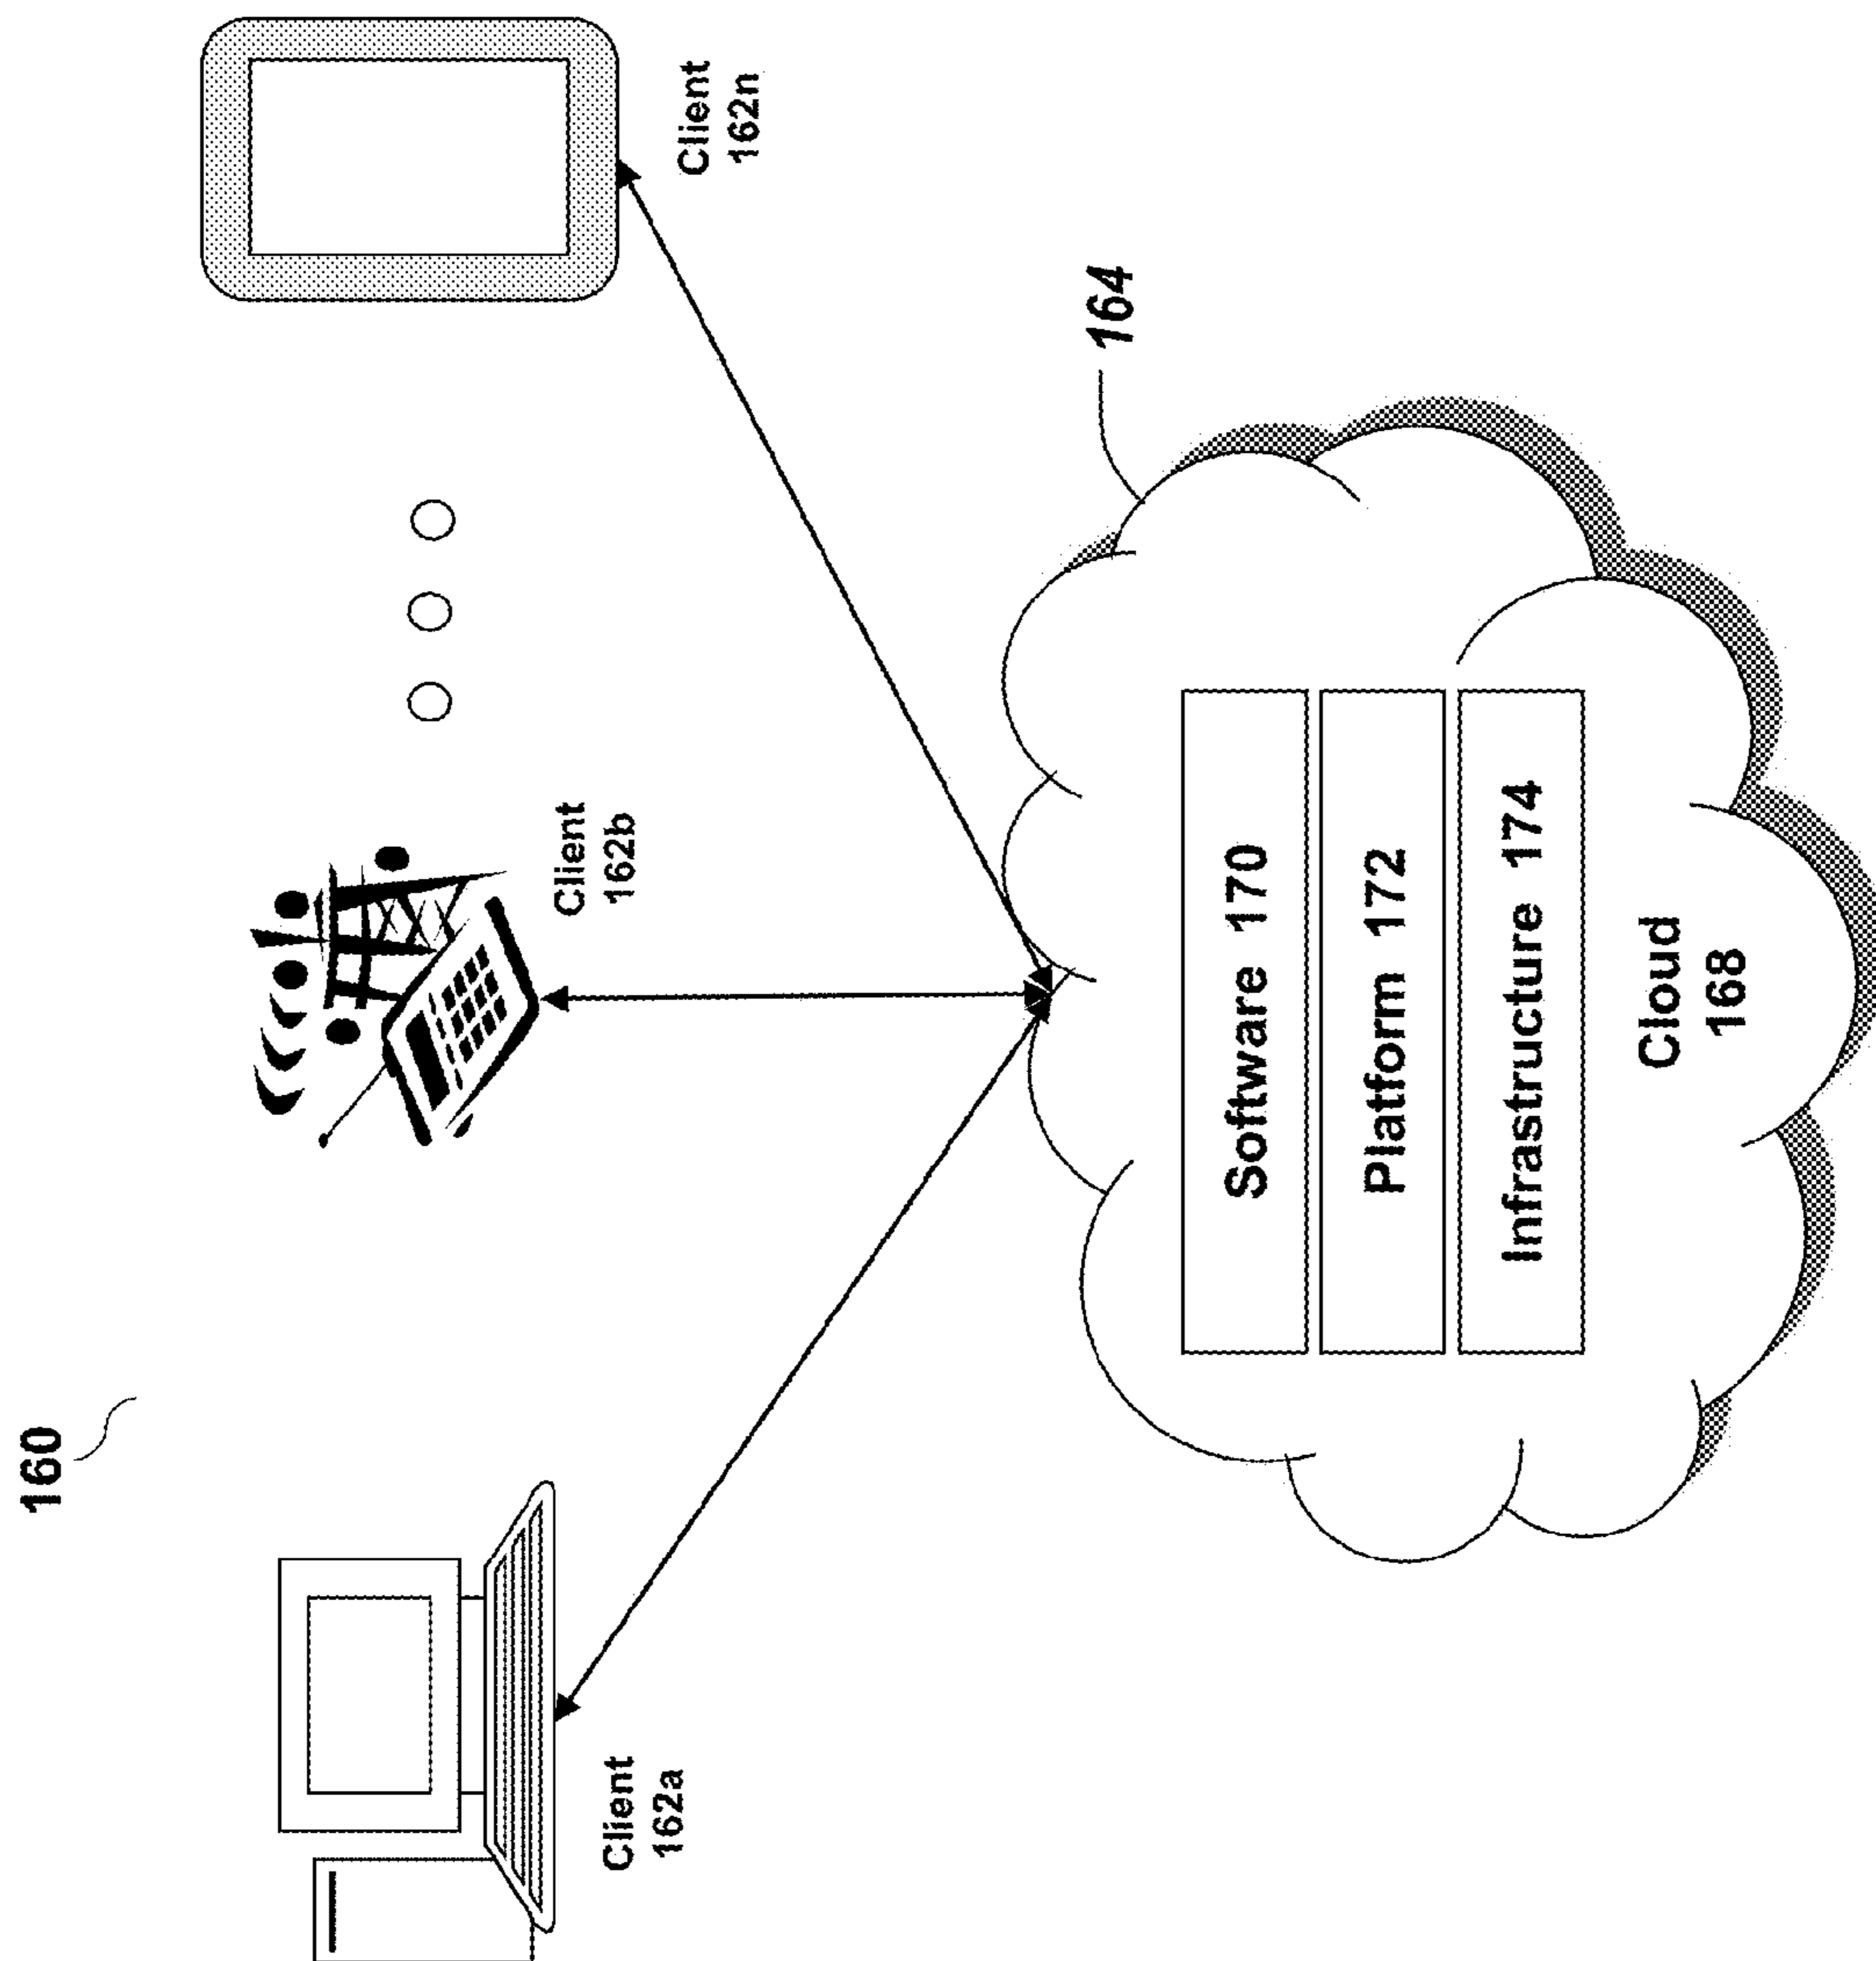 160
Client
162a
Client
162b
Client
162n
164
Software 170
Platform 172
Infrastructure 174
Cloud
168